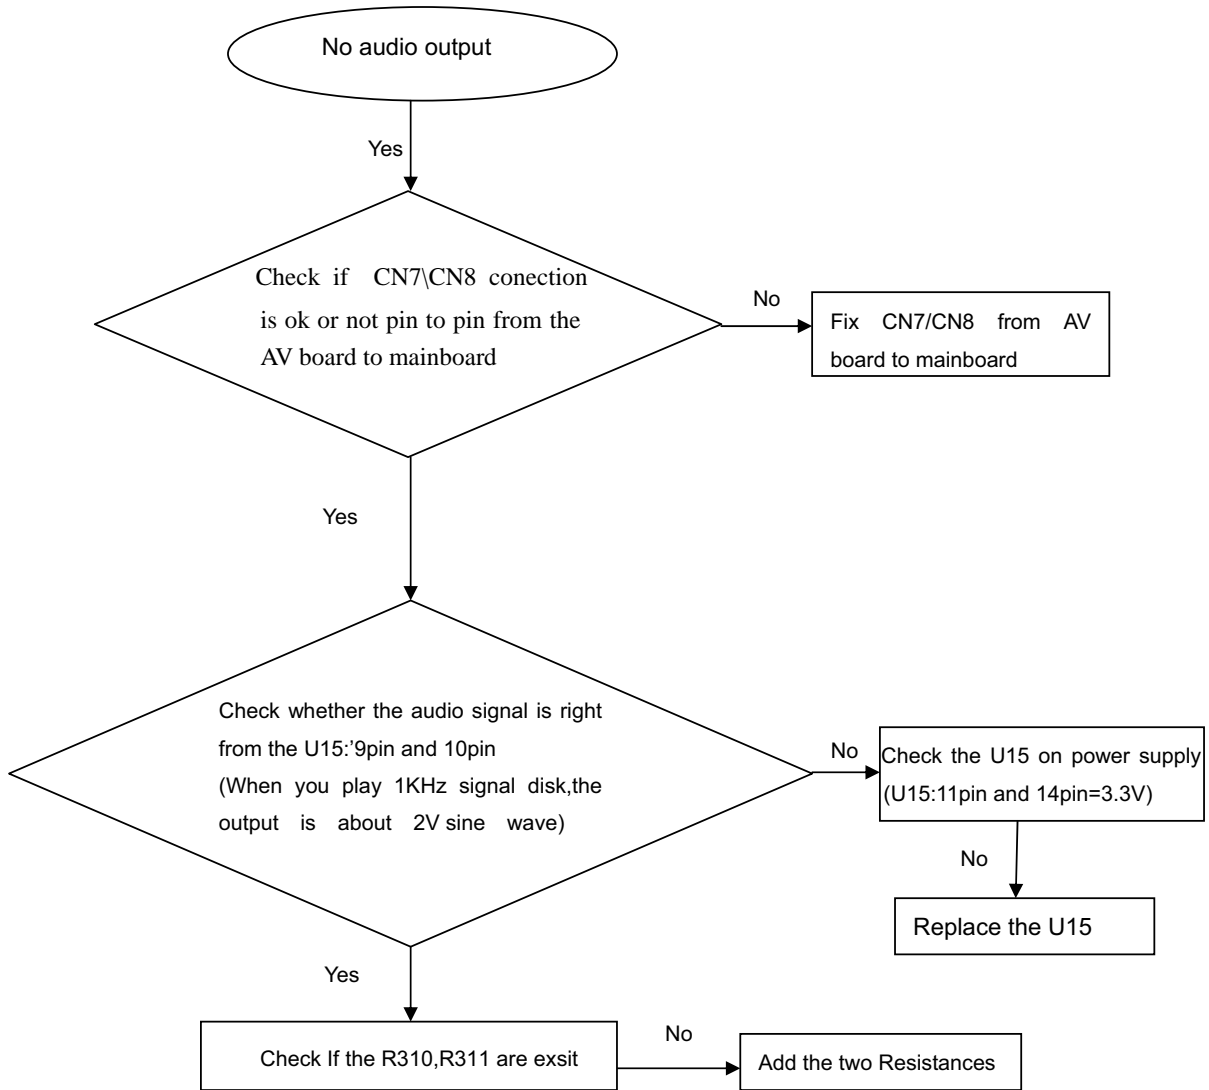 No audio output
Yes
Check if CN7\CN8 conection
is ok or not pin to pin from the
AV board to mainboard
No
Fix CN7/CN8 from AV
board to mainboard
Yes
Check whether the audio signal is right
from the U15:'9pin and 10pin
(When you play 1KHz signal disk,the
output is about 2V sine wave)
No
Check the U15 on power supply
(U15:11pin and 14pin=3.3V)
No
Replace the U15
Yes
Check If the R310,R311 are exsit
No
Add the two Resistances